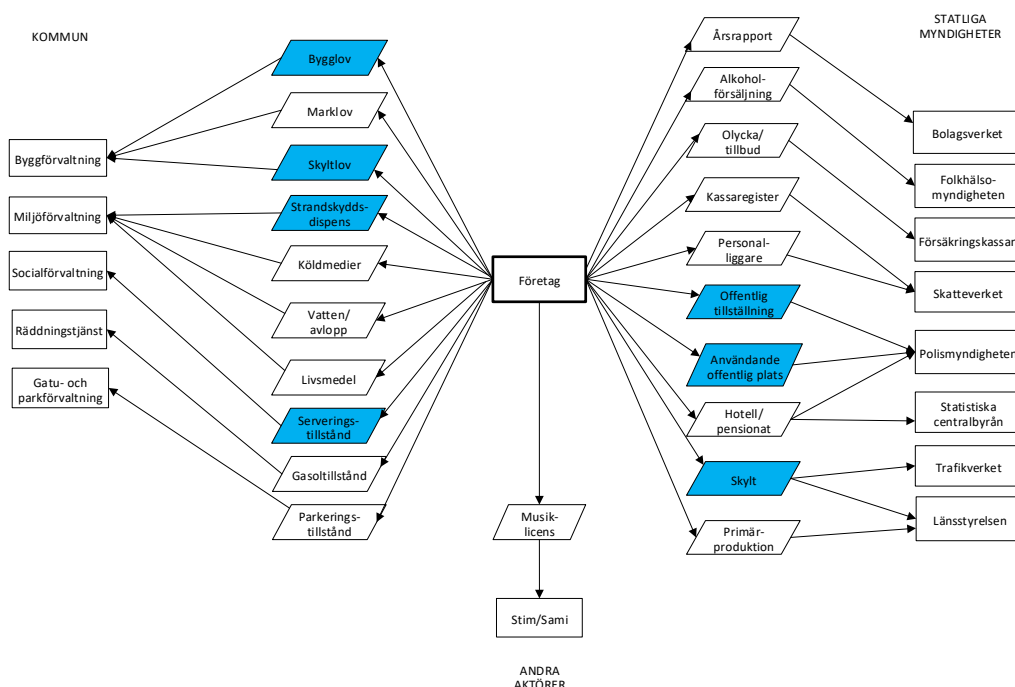 KOMMUN
Byggförvaltning
Miljöförvaltning
Socialförvaltning
Räddningstjänst
Gatu- och
parkförvaltning
Bygglov
Marklov
Skyltlov
Strandskydds-
dispens
Köldmedier
Vatten/
avlopp
Livsmedel
Serverings-
tillstånd
Gasoltillstånd
Parkerings-
tillstånd
Företag
Musik-
licens
Stim/Sami
ANDRA
AKTÖRER
Årsrapport
Alkohol-
försäljning
Olycka/
tillbud
Kassaregister
Personal-
liggare
Offentlig
tillställning
Användande
offentlig plats
Hotell/
pensionat
Skylt
Primär-
produktion
STATLIGA
MYNDIGHETER
Bolagsverket
Folkhälso-
myndigheten
Försäkringskassan
Skatteverket
Polismyndigheten
Statistiska
centralbyrån
Trafikverket
Länsstyrelsen